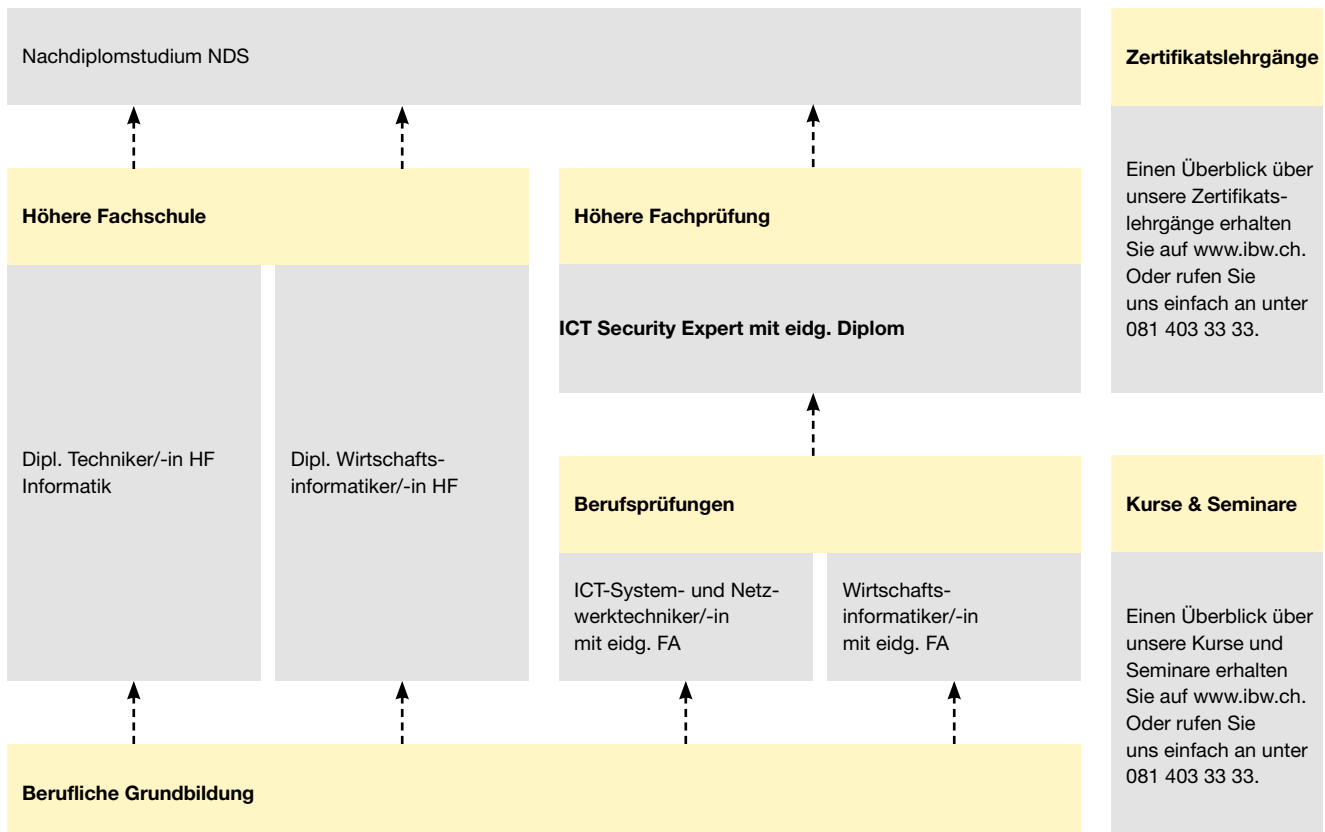 Nachdiplomstudium NDS
Höhere Fachschule
Dipl. Techniker/-in HF
Informatik
Dipl. Wirtschafts-
informatiker/-in HF
Höhere Fachprüfung
ICT Security Expert mit eidg. Diplom
Berufsprüfungen
ICT-System- und Netz-
werktechniker/-in
mit eidg. FA
Wirtschafts-
informatiker/-in
mit eidg. FA
Berufliche Grundbildung
Zertifikatslehrgänge
Einen Überblick über
unsere Zertifikats-
lehrgänge erhalten
Sie auf www.ibw.ch.
Oder rufen Sie
uns einfach an unter
081 403 33 33.
Kurse & Seminare
Einen Überblick über
unsere Kurse und
Seminare erhalten
Sie auf www.ibw.ch.
Oder rufen Sie
uns einfach an unter
081 403 33 33.